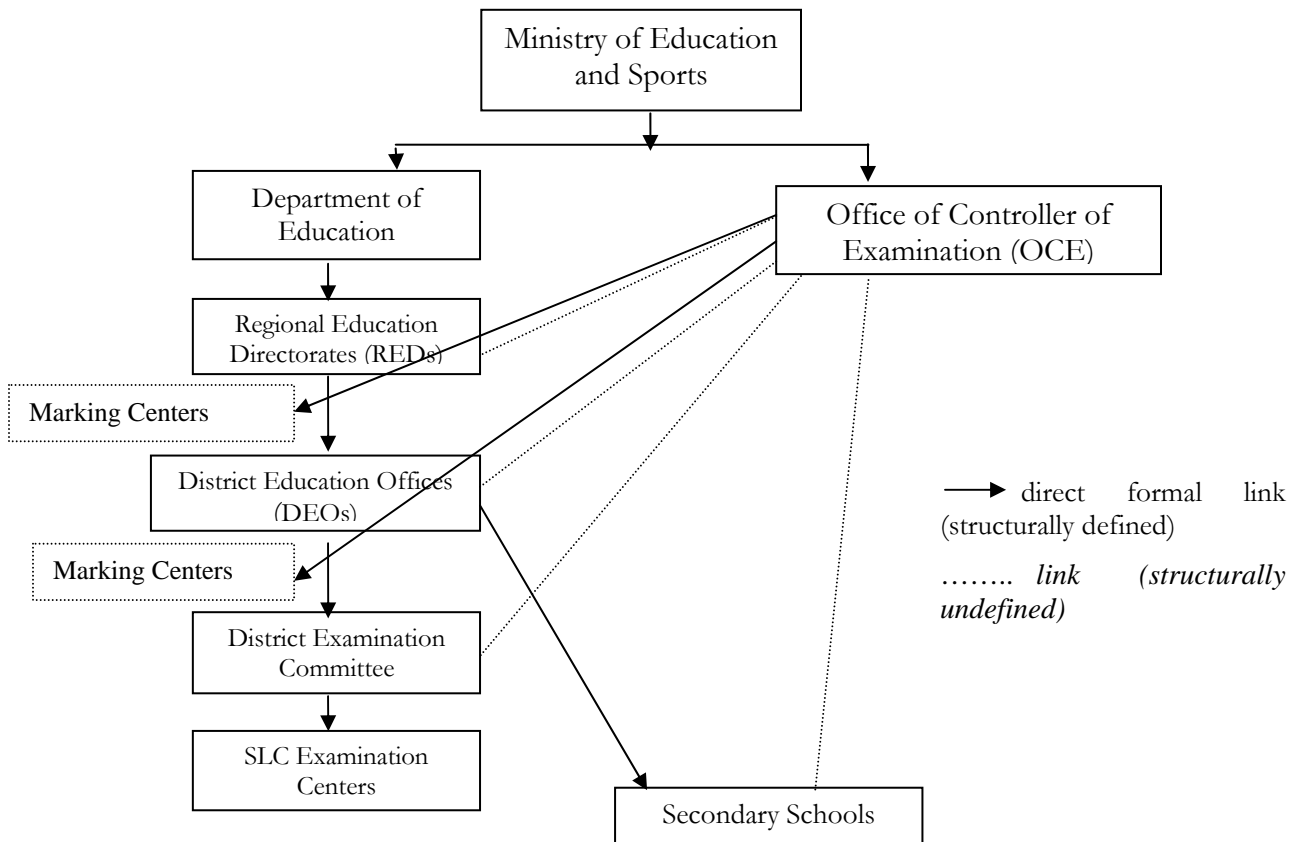 Ministry of Education
and Sports
Department of
Education
Office of Controller of
Examination (OCE)
Regional Education
Directorates (REDs)
Marking Centers
District Education Offices
(DEOs)
direct formal link
(structurally defined)
Marking Centers
…….. link (structurally
undefined)
District Examination
Committee
SLC Examination
Centers
Secondary Schools